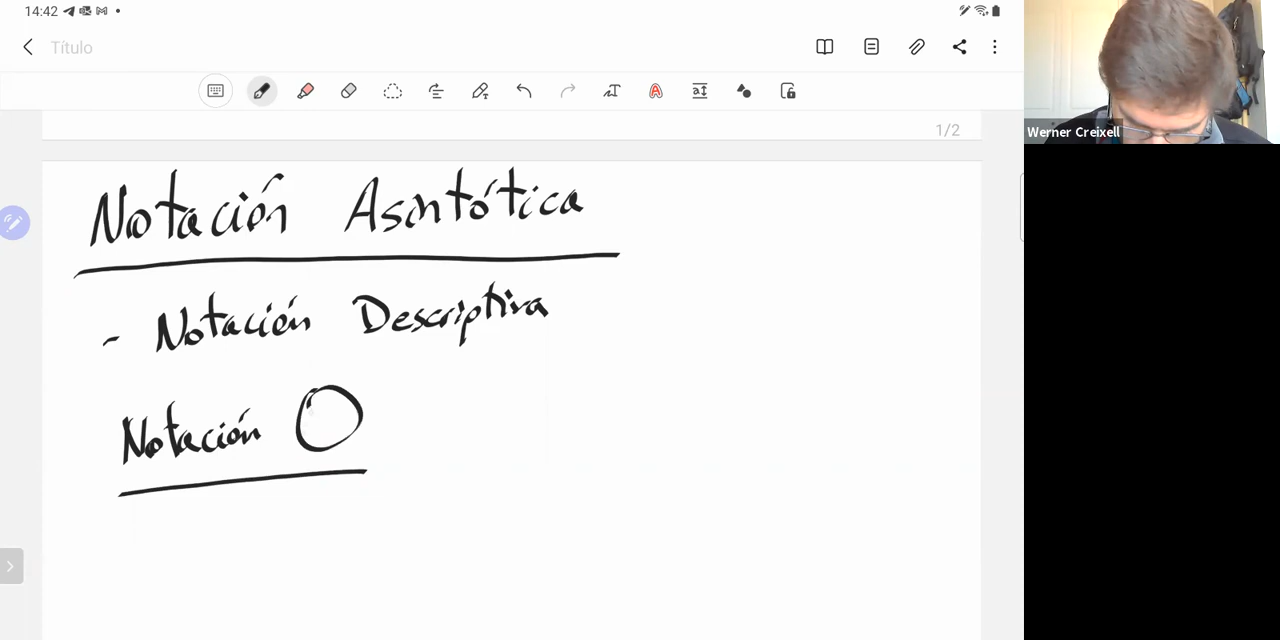 14:42
Título
1/2
Notación Asintótica
- Notación Descriptiva
Notación O
Werner Creixell